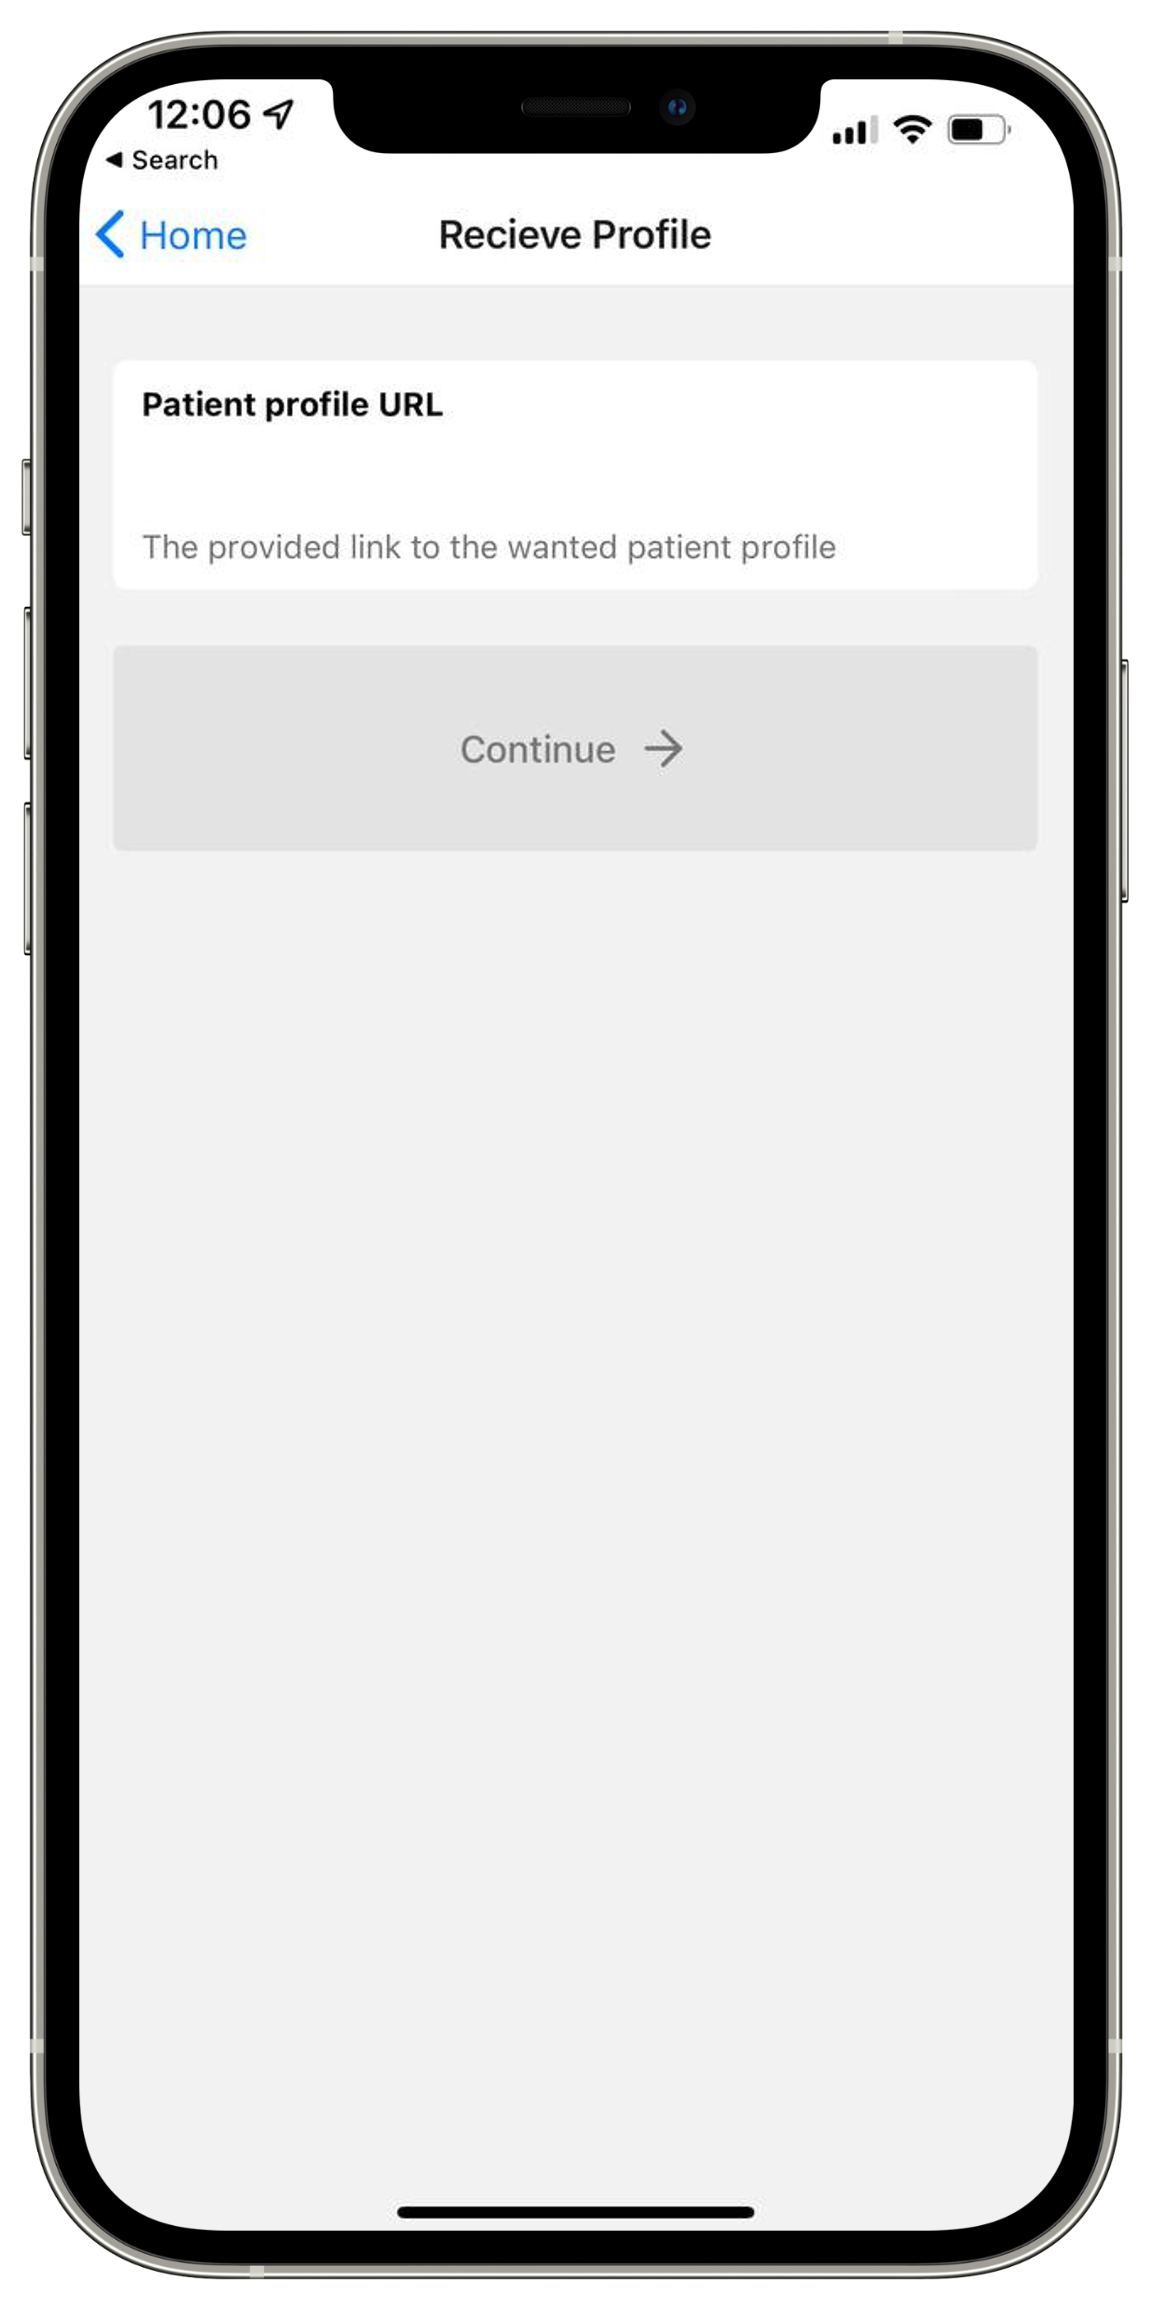 12:06
◀ Search
Home
Recieve Profile
Patient profile URL
The provided link to the wanted patient profile
Continue →